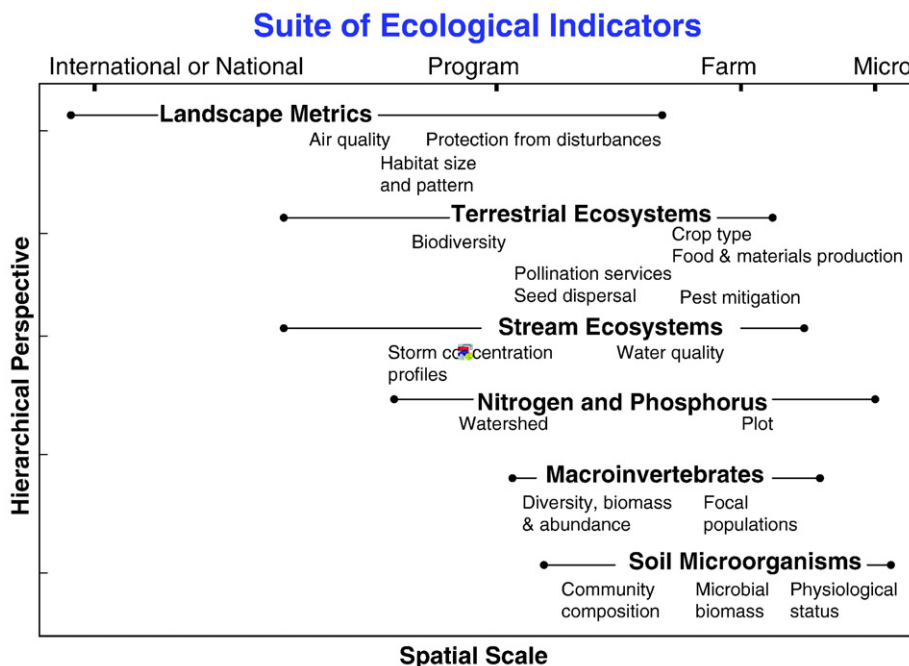 Suite of Ecological Indicators
International or National Program Farm Micro
Landscape Metrics
Air quality Protection from disturbances
Habitat size
and pattern
Terrestrial Ecosystems
Biodiversity Crop type
Food & materials production
Pollination services
Seed dispersal Pest mitigation
Stream Ecosystems
Storm concentration Water quality
profiles
Nitrogen and Phosphorus
Watershed Plot
Macroinvertebrates
Diversity, biomass Focal
& abundance populations
Soil Microorganisms
Community Microbial Physiological
composition biomass status
Hierarchical Perspective
Spatial Scale